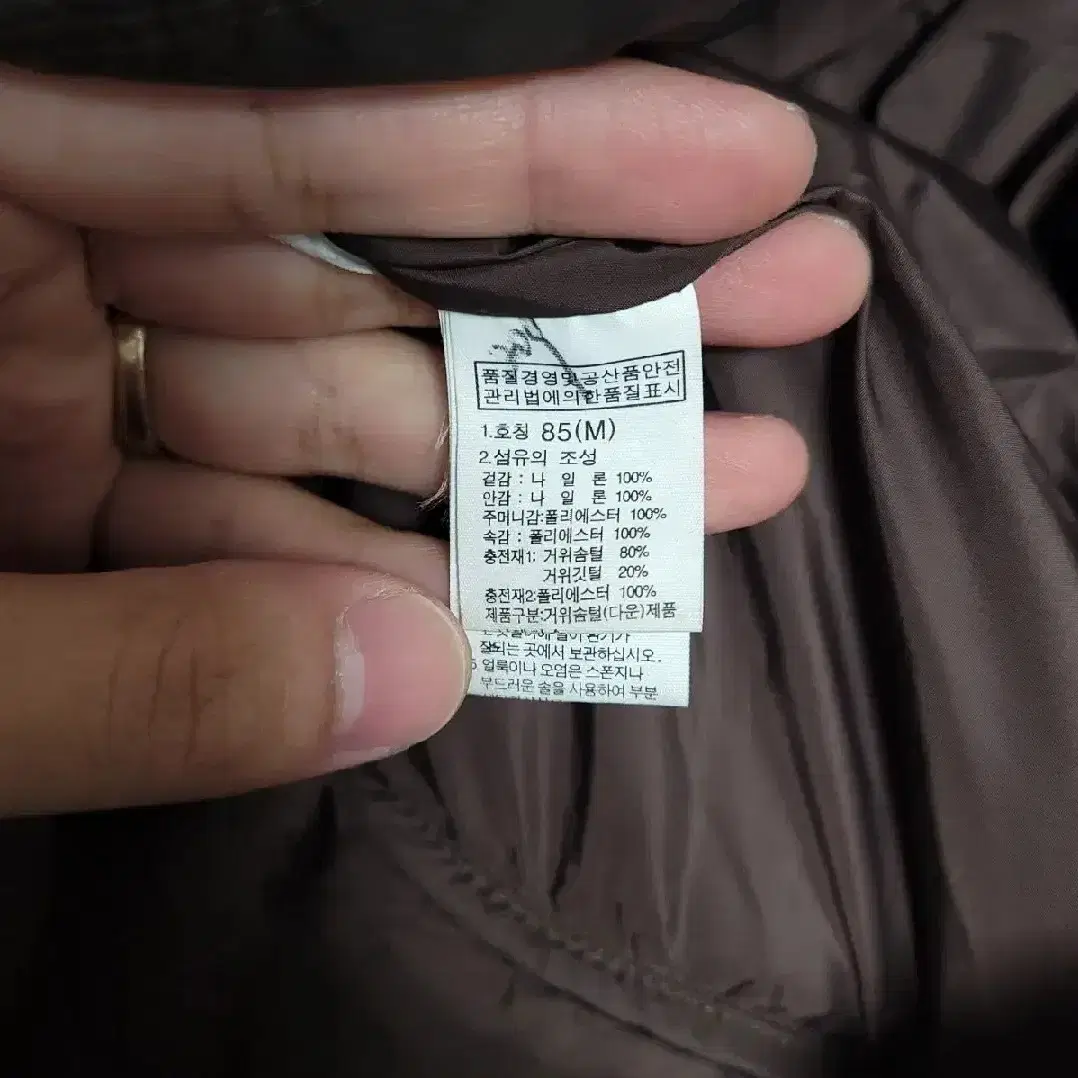 품질경영및공산품안전
관리법에의한품질표시
1.호칭 85(M)
2.섬유의 조성
겉감 : 나 일 론 100%
안감 : 나 일 론 100%
주머니감:폴리에스터 100%
속감 : 폴리에스터 100%
충전재1: 거위솜털 80%
거위깃털 20%
충전재2:폴리에스터 100%
제품구분:거위솜털(다운)제품
잘되는 곳에서 보관하십시오.
5 얼룩이나 오염은 스폰지나
부드러운 솔을 사용하여 부분